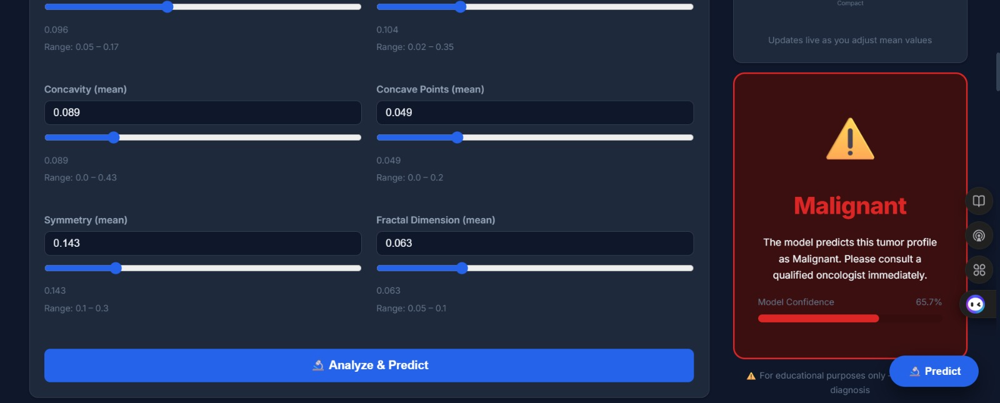 Compact
0.096
Range: 0.05 – 0.17
0.104
Range: 0.02 – 0.35
Updates live as you adjust mean values
Concavity (mean)
0.089
0.089
Range: 0.0 – 0.43
Concave Points (mean)
0.049
0.049
Range: 0.0 – 0.2
Symmetry (mean)
0.143
0.143
Range: 0.1 – 0.3
Fractal Dimension (mean)
0.063
0.063
Range: 0.05 – 0.1
Analyze & Predict
Malignant
The model predicts this tumor profile
as Malignant. Please consult a
qualified oncologist immediately.
Model Confidence 65.7%
For educational purposes only
diagnosis
Predict